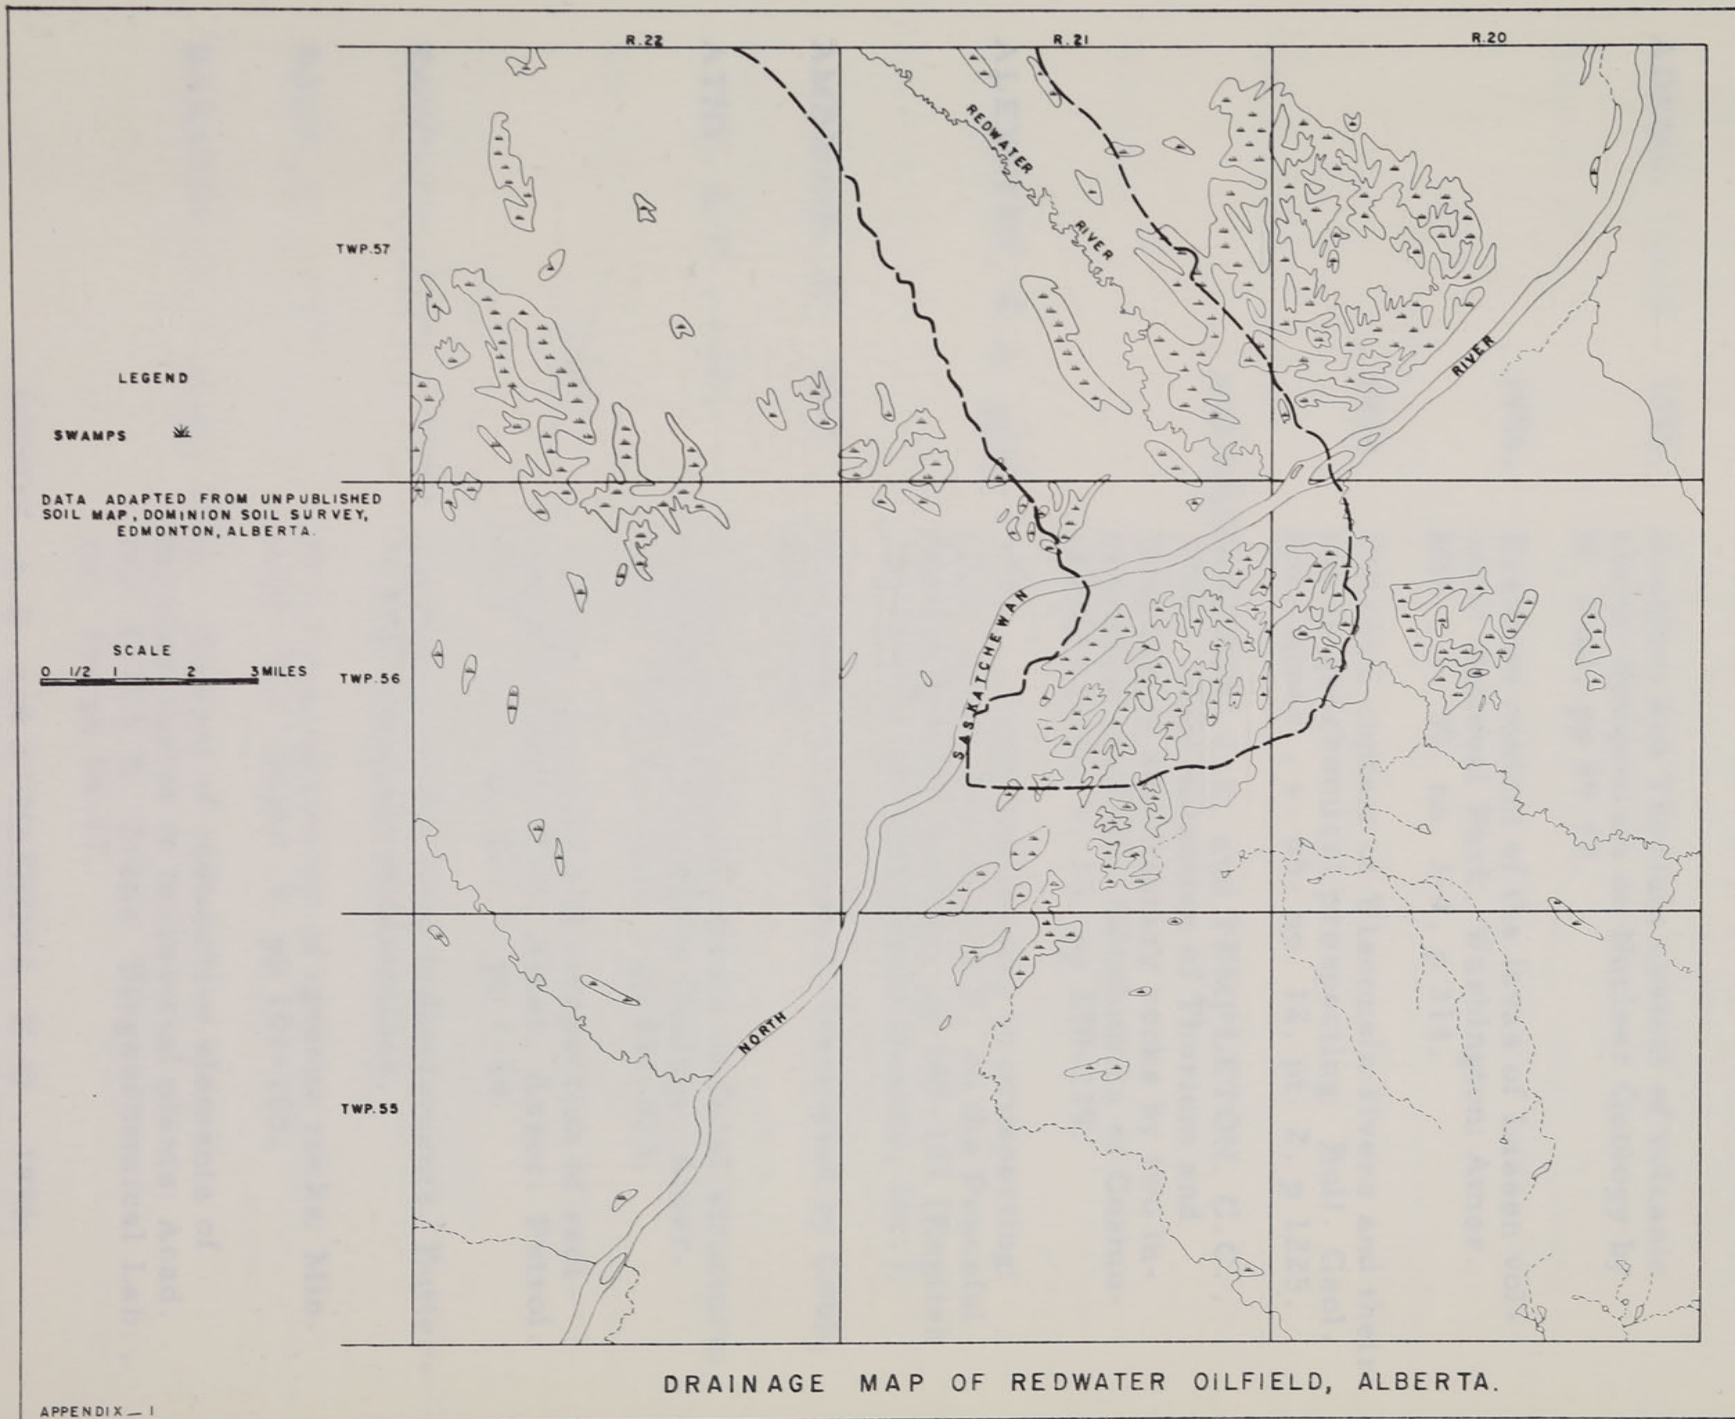 R.22 R.21 R.20
REDWATER
RIVER
TWP.57
RIVER
LEGEND
SWAMPS
DATA ADAPTED FROM UNPUBLISHED
SOIL MAP, DOMINION SOIL SURVEY,
EDMONTON, ALBERTA.
SCALE
0 1/2 1 2 3 MILES
TWP.56
SASKATCHEWAN
NORTH
TWP.55
DRAINAGE MAP OF REDWATER OILFIELD, ALBERTA.
APPENDIX — I